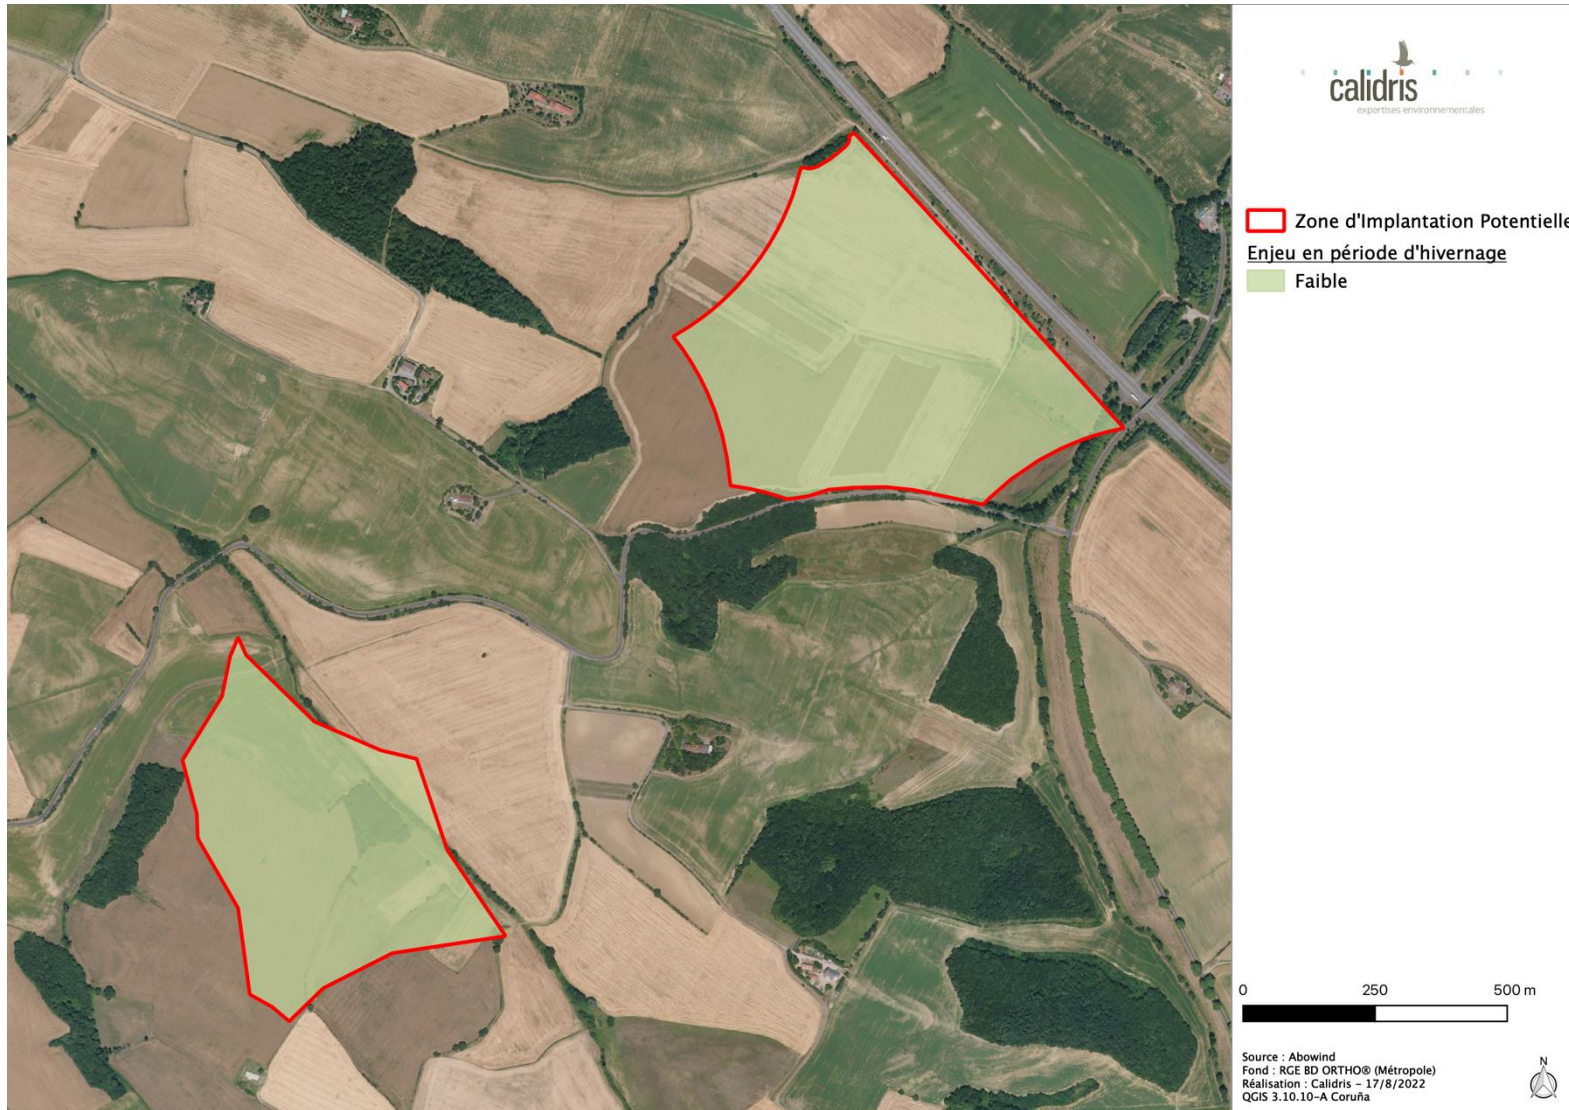 calidris
expertises environnementales
Zone d'Implantation Potentielle
Enjeu en période d'hivernage
Faible
0 250 500 m
Source : Abowind
Fond : RGE BD ORTHO® (Métropole)
Réalisation : Calidris - 17/8/2022
QGIS 3.10.10-A Coruña
N